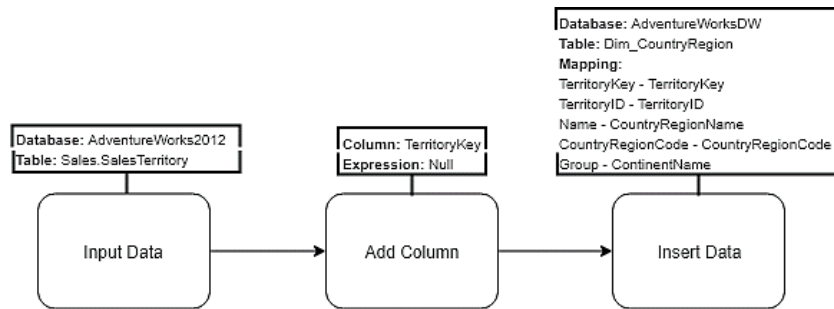 Database: AdventureWorksDW
Table: Dim_CountryRegion
Mapping:
TerritoryKey - TerritoryKey
TerritoryID - TerritoryID
Name - CountryRegionName
CountryRegionCode - CountryRegionCode
Group - ContinentName
Database: AdventureWorks2012
Table: Sales.SalesTerritory
Column: TerritoryKey
Expression: Null
Input Data
Add Column
Insert Data